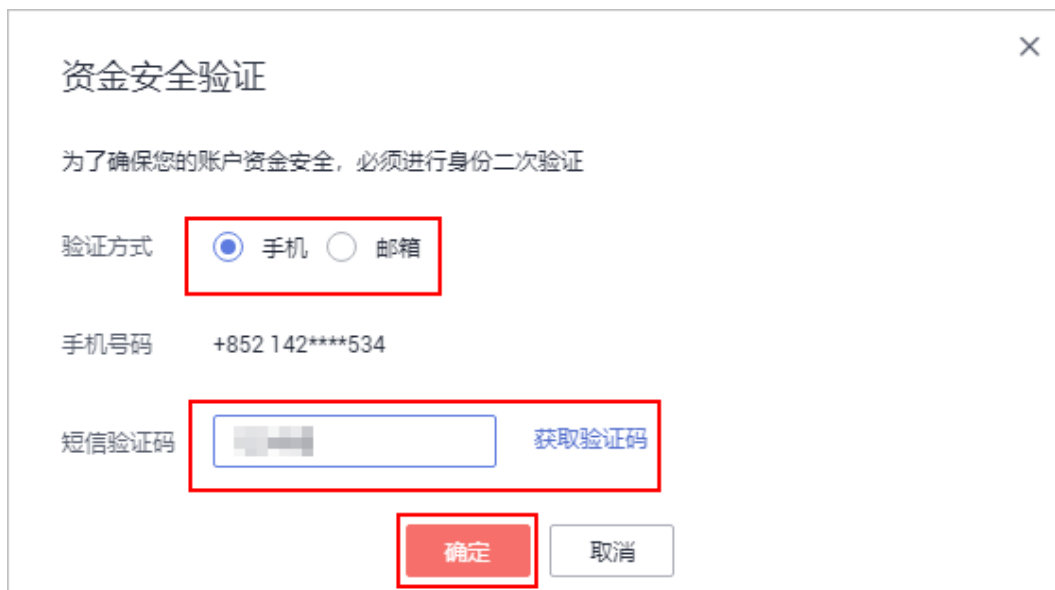 资金安全验证
为了确保您的账户资金安全，必须进行身份二次验证
验证方式 手机 邮箱
手机号码 +852 142****534
短信验证码 获取验证码
确定 取消